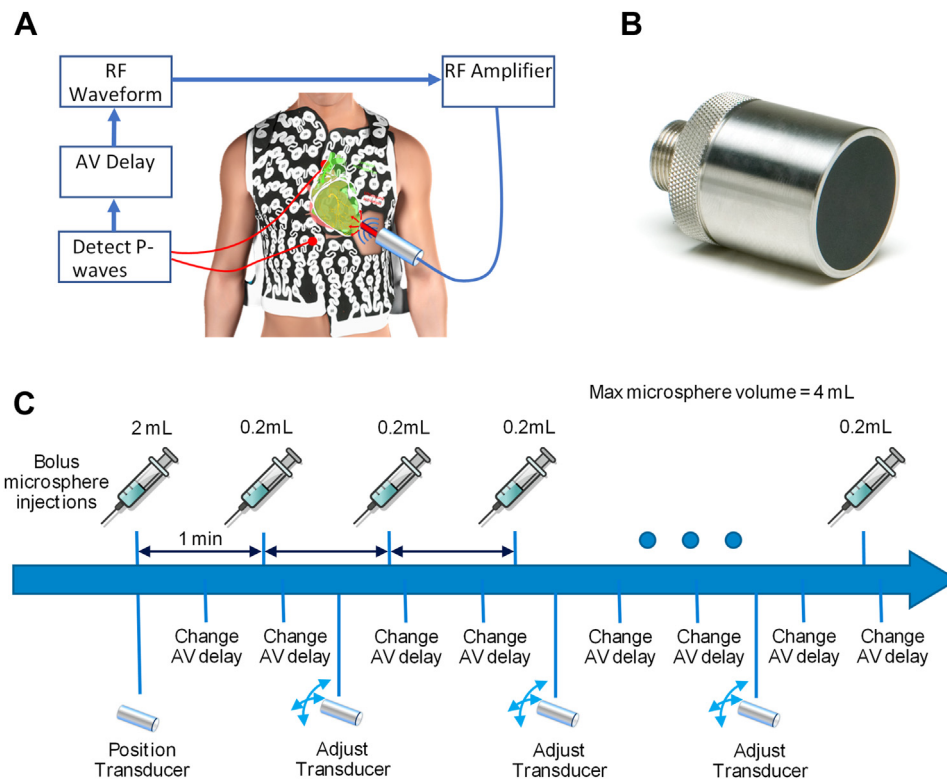 A
B
RF
Waveform
RF Amplifier
AV Delay
Detect P-
waves
C
Max microsphere volume = 4 mL
2 mL
0.2mL
0.2mL
0.2mL
0.2mL
Bolus
microsphere
injections
1 min
Change
AV delay
Change
AV delay
Change
AV delay
Change
AV delay
Change
AV delay
Change
AV delay
Change
AV delay
Change
AV delay
Position
Transducer
Adjust
Transducer
Adjust
Transducer
Adjust
Transducer